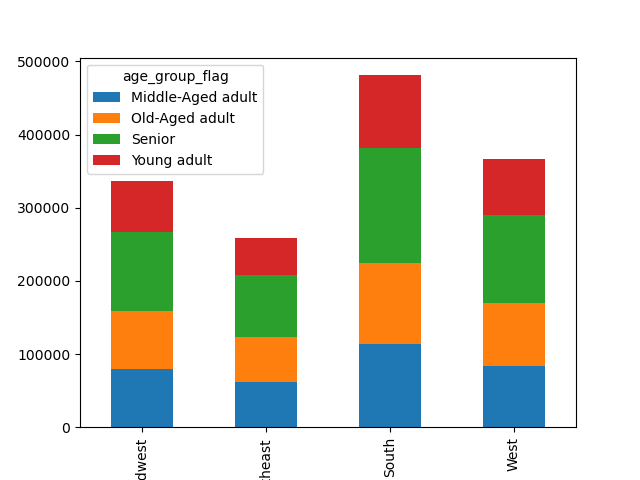 500000
400000
300000
200000
100000
0
age_group_flag
Middle-Aged adult
Old-Aged adult
Senior
Young adult
dwest
heast
South
West